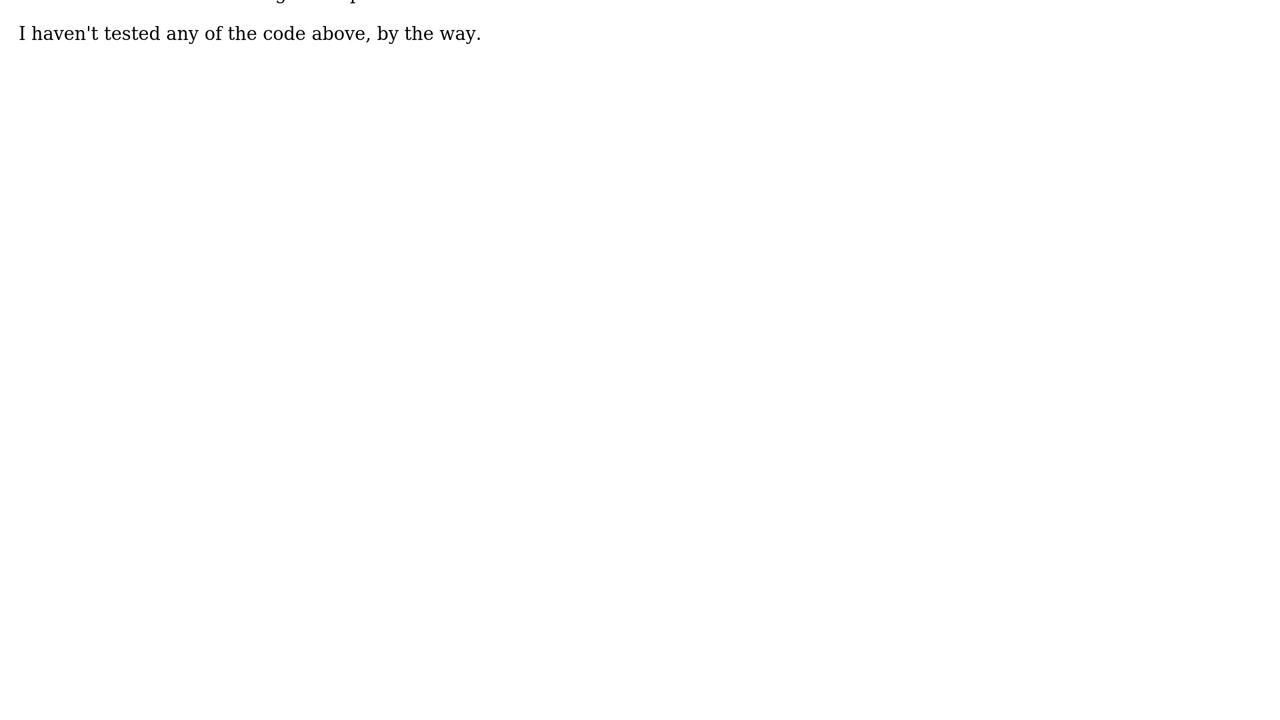 I haven't tested any of the code above, by the way.